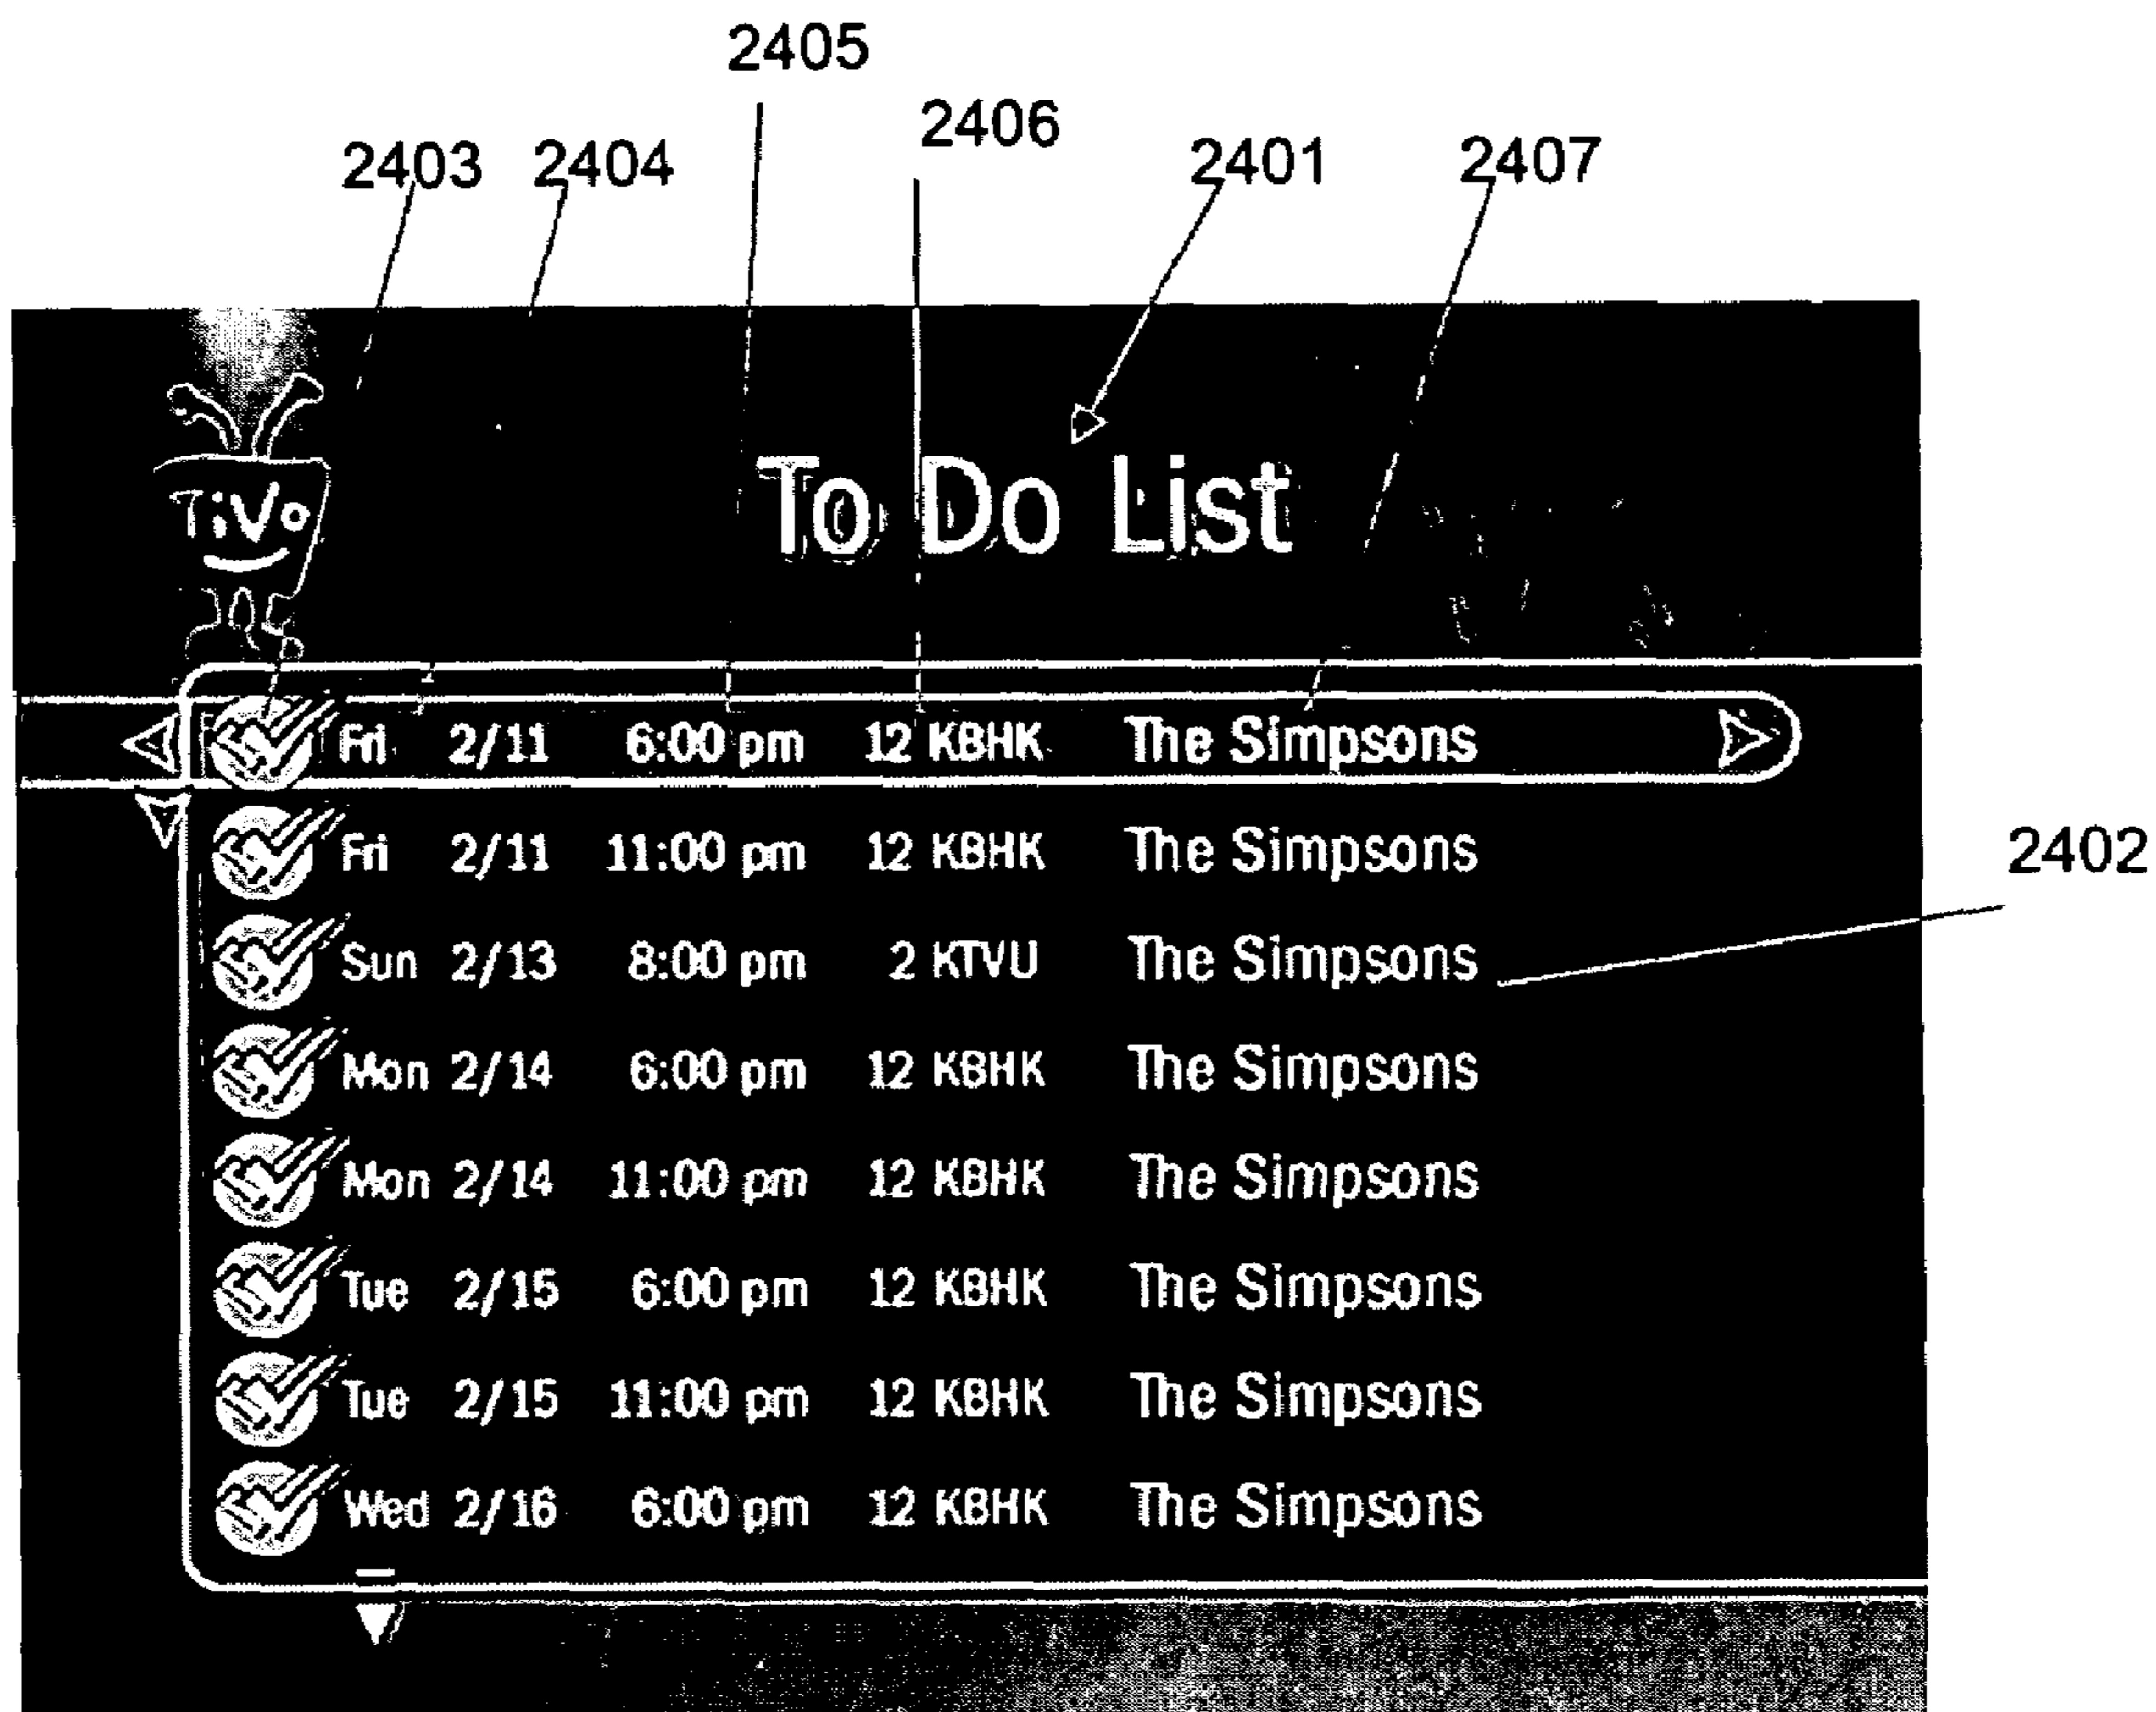 2405
2406
2403 2404 2401 2407
TiVo
To Do List
Fri 2/11 6:00 pm 12 KBHK The Simpsons
Fri 2/11 11:00 pm 12 KBHK The Simpsons
2402
Sun 2/13 8:00 pm 2 KTVU The Simpsons
Mon 2/14 6:00 pm 12 KBHK The Simpsons
Mon 2/14 11:00 pm 12 KBHK The Simpsons
Tue 2/15 6:00 pm 12 KBHK The Simpsons
Tue 2/15 11:00 pm 12 KBHK The Simpsons
Wed 2/16 6:00 pm 12 KBHK The Simpsons